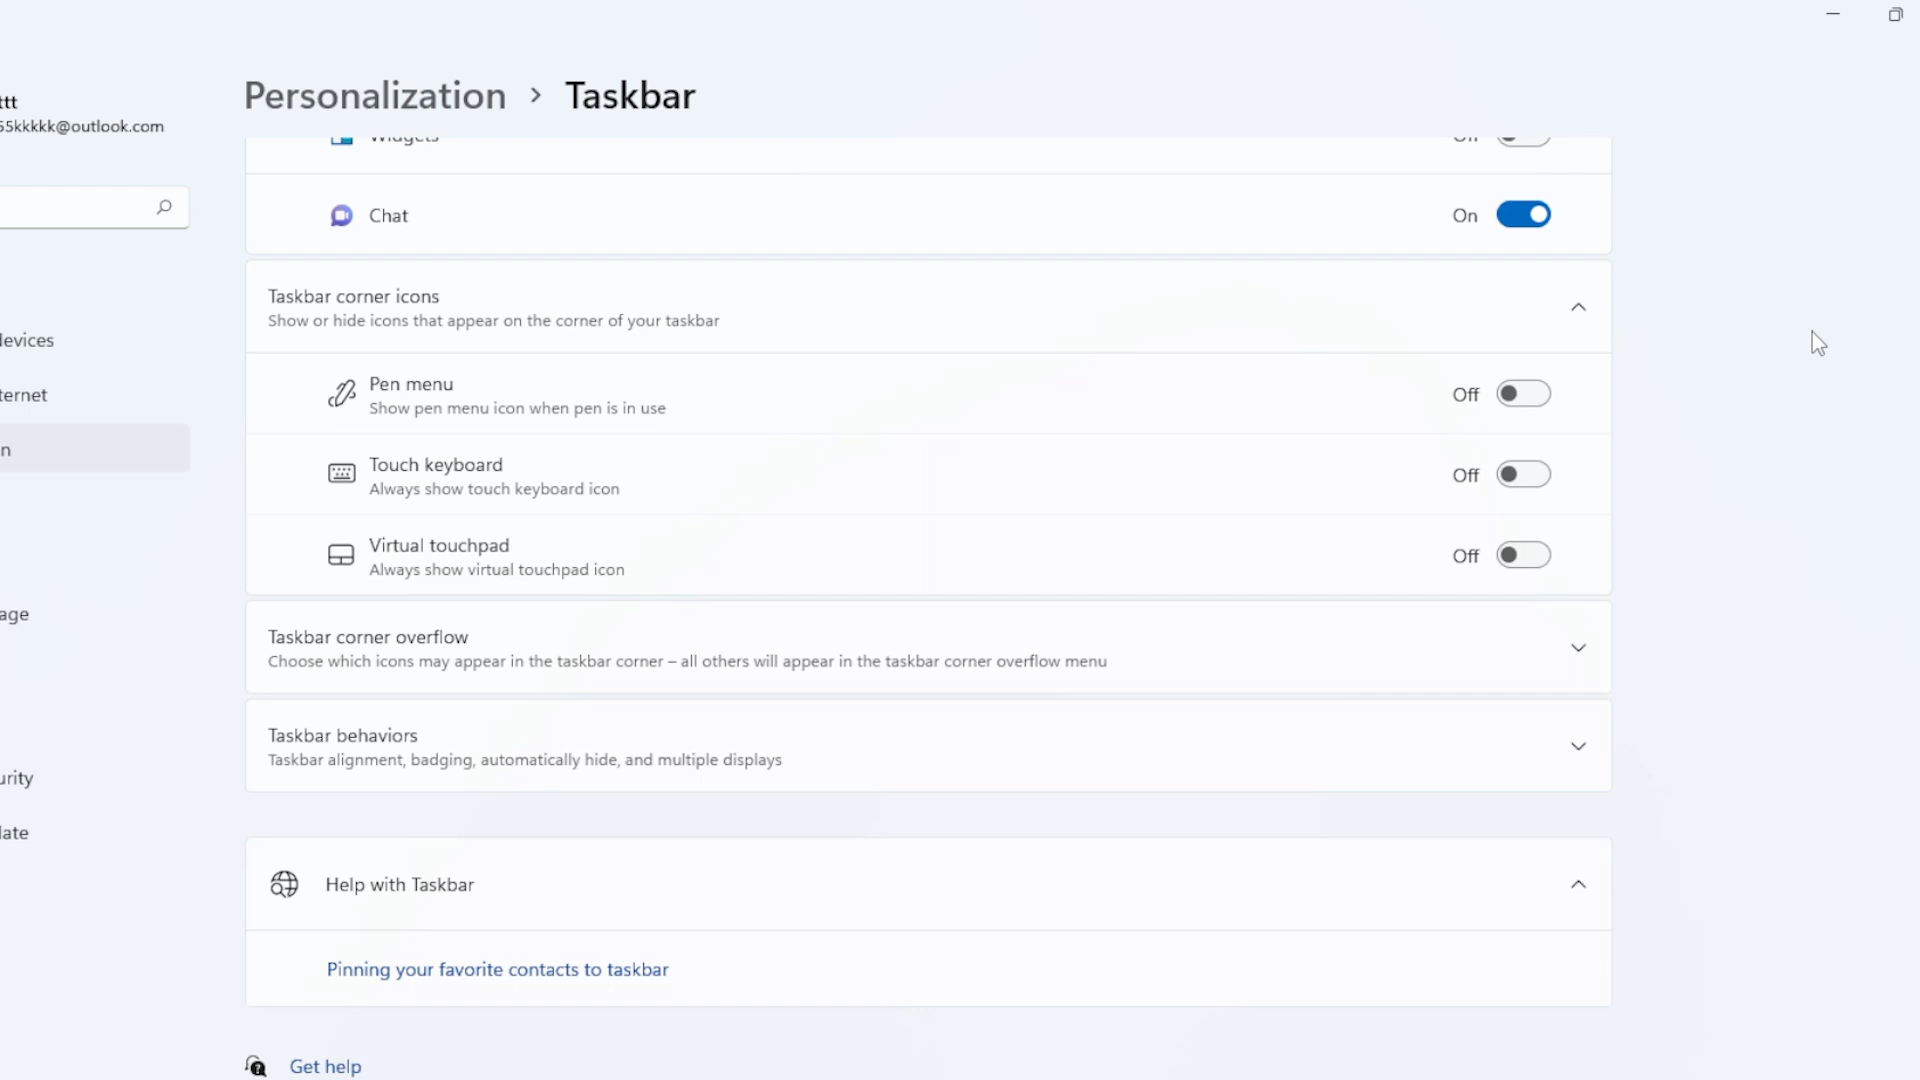 Personalization > Taskbar
ttt
55kkkkk@outlook.com
Widgets Off
Chat On
Taskbar corner icons
Show or hide icons that appear on the corner of your taskbar
devices
Pen menu
Show pen menu icon when pen is in use
Off
ternet
n
Touch keyboard
Always show touch keyboard icon
Off
Virtual touchpad
Always show virtual touchpad icon
Off
age
Taskbar corner overflow
Choose which icons may appear in the taskbar corner – all others will appear in the taskbar corner overflow menu
Taskbar behaviors
Taskbar alignment, badging, automatically hide, and multiple displays
urity
late
Help with Taskbar
Pinning your favorite contacts to taskbar
Get help